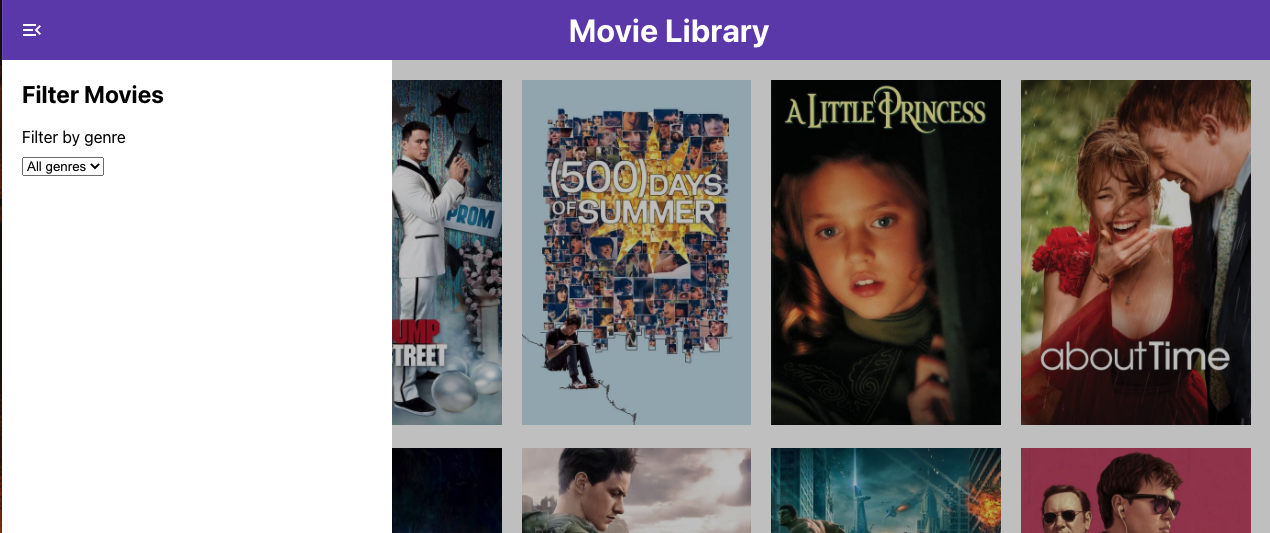 Movie Library
Filter Movies
Filter by genre
All genres
PROM
UMP
STREET
(500) DAYS
OF SUMMER
A LITTLE PRINCESS
aboutTime